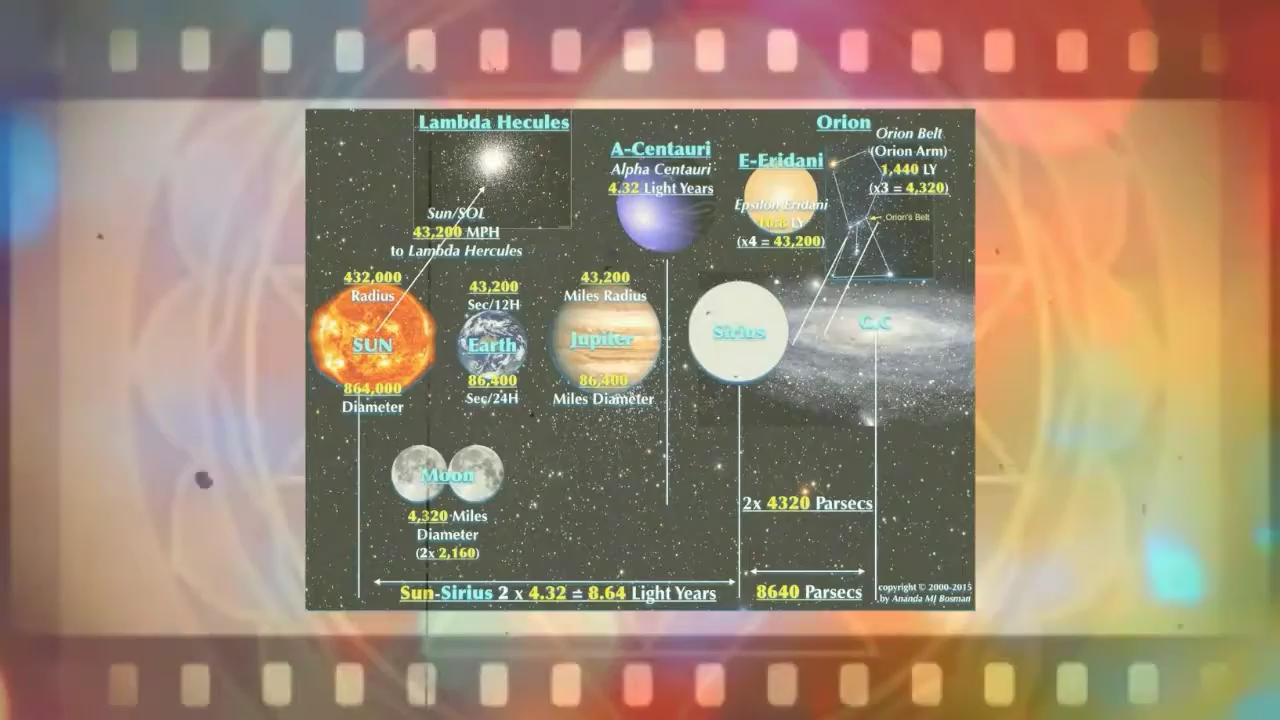 Lambda Hecules
Sun/SOL
43,200 MPH
to Lambda Hercules
A-Centauri
Alpha Centauri
4.32 Light Years
E-Eridani
Epsilon Eridani
10.8 LY
(x4 = 43,200)
Orion
Orion Belt
(Orion Arm)
1,440 LY
(x3 = 4,320)
Orion's Belt
432,000
Radius
SUN
864,000
Diameter
43,200
Sec/12H
Earth
86,400
Sec/24H
43,200
Miles Radius
Jupiter
86,400
Miles Diameter
Sirius
G.C
Moon
4,320 Miles
Diameter
(2x 2,160)
2x 4320 Parsecs
Sun-Sirius 2 x 4.32 = 8.64 Light Years
8640 Parsecs
copyright © 2000-2015
by Ananda MJ Bosman